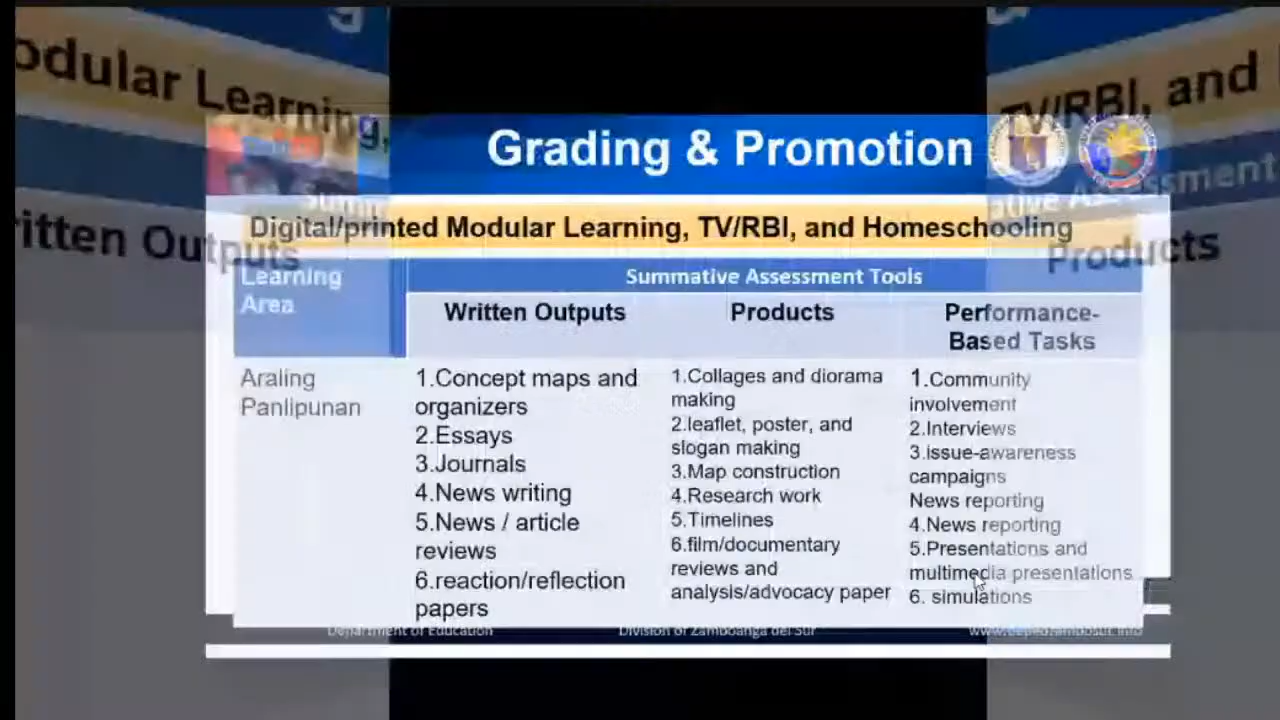 g
odular Learning,
TV/RBI, and
Grading & Promotion
Digital/printed Modular Learning, TV/RBI, and Homeschooling
ative Assessment
ritten Outputs
Products
Learning
Area
Summative Assessment Tools
Written Outputs
Products
Performance-
Based Tasks
Araling
Panlipunan
1.Concept maps and
organizers
2.Essays
3.Journals
4.News writing
5.News / article
reviews
6.reaction/reflection
papers
1.Collages and diorama
making
2.leaflet, poster, and
slogan making
3.Map construction
4.Research work
5.Timelines
6.film/documentary
reviews and
analysis/advocacy paper
1.Community
involvement
2.Interviews
3.Issue-awareness
campaigns
News reporting
4.News reporting
5.Presentations and
multimedia presentations
6. simulations
Department of Education
Division of Zamboanga del Sur
www.depedzambosur.info